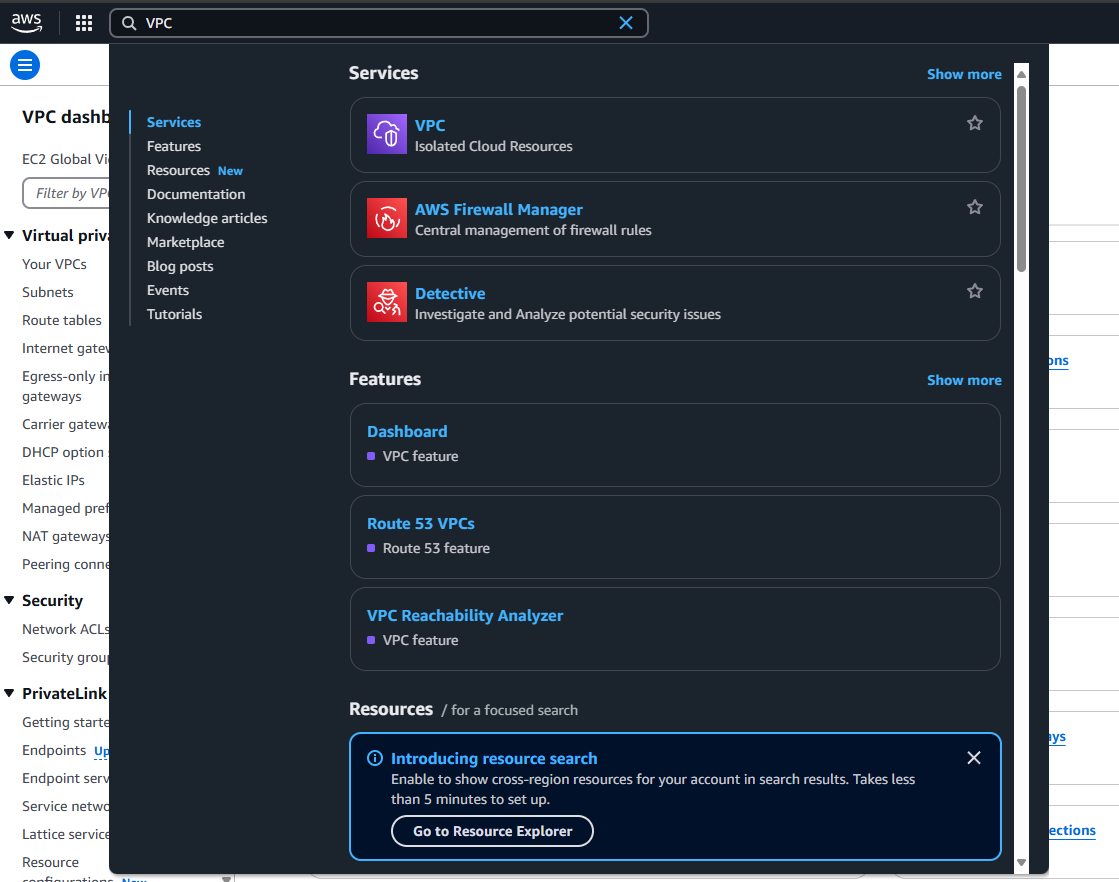 aws
VPC
VPC dashb
EC2 Global Vi
Filter by VP
Virtual priva
Your VPCs
Subnets
Route tables
Internet gatew
Egress-only in
gateways
Carrier gatewa
DHCP option s
Elastic IPs
Managed pref
NAT gateways
Peering conne
Security
Network ACLs
Security group
PrivateLink
Getting starte
Endpoints Up
Endpoint serv
Service netwo
Lattice service
Resource
configurations New
Services
Features
Resources New
Documentation
Knowledge articles
Marketplace
Blog posts
Events
Tutorials
Services Show more
VPC
Isolated Cloud Resources
AWS Firewall Manager
Central management of firewall rules
Detective
Investigate and Analyze potential security issues
Features Show more
Dashboard
VPC feature
Route 53 VPCs
Route 53 feature
VPC Reachability Analyzer
VPC feature
Resources / for a focused search
Introducing resource search
Enable to show cross-region resources for your account in search results. Takes less
than 5 minutes to set up.
Go to Resource Explorer
ons
ays
ections